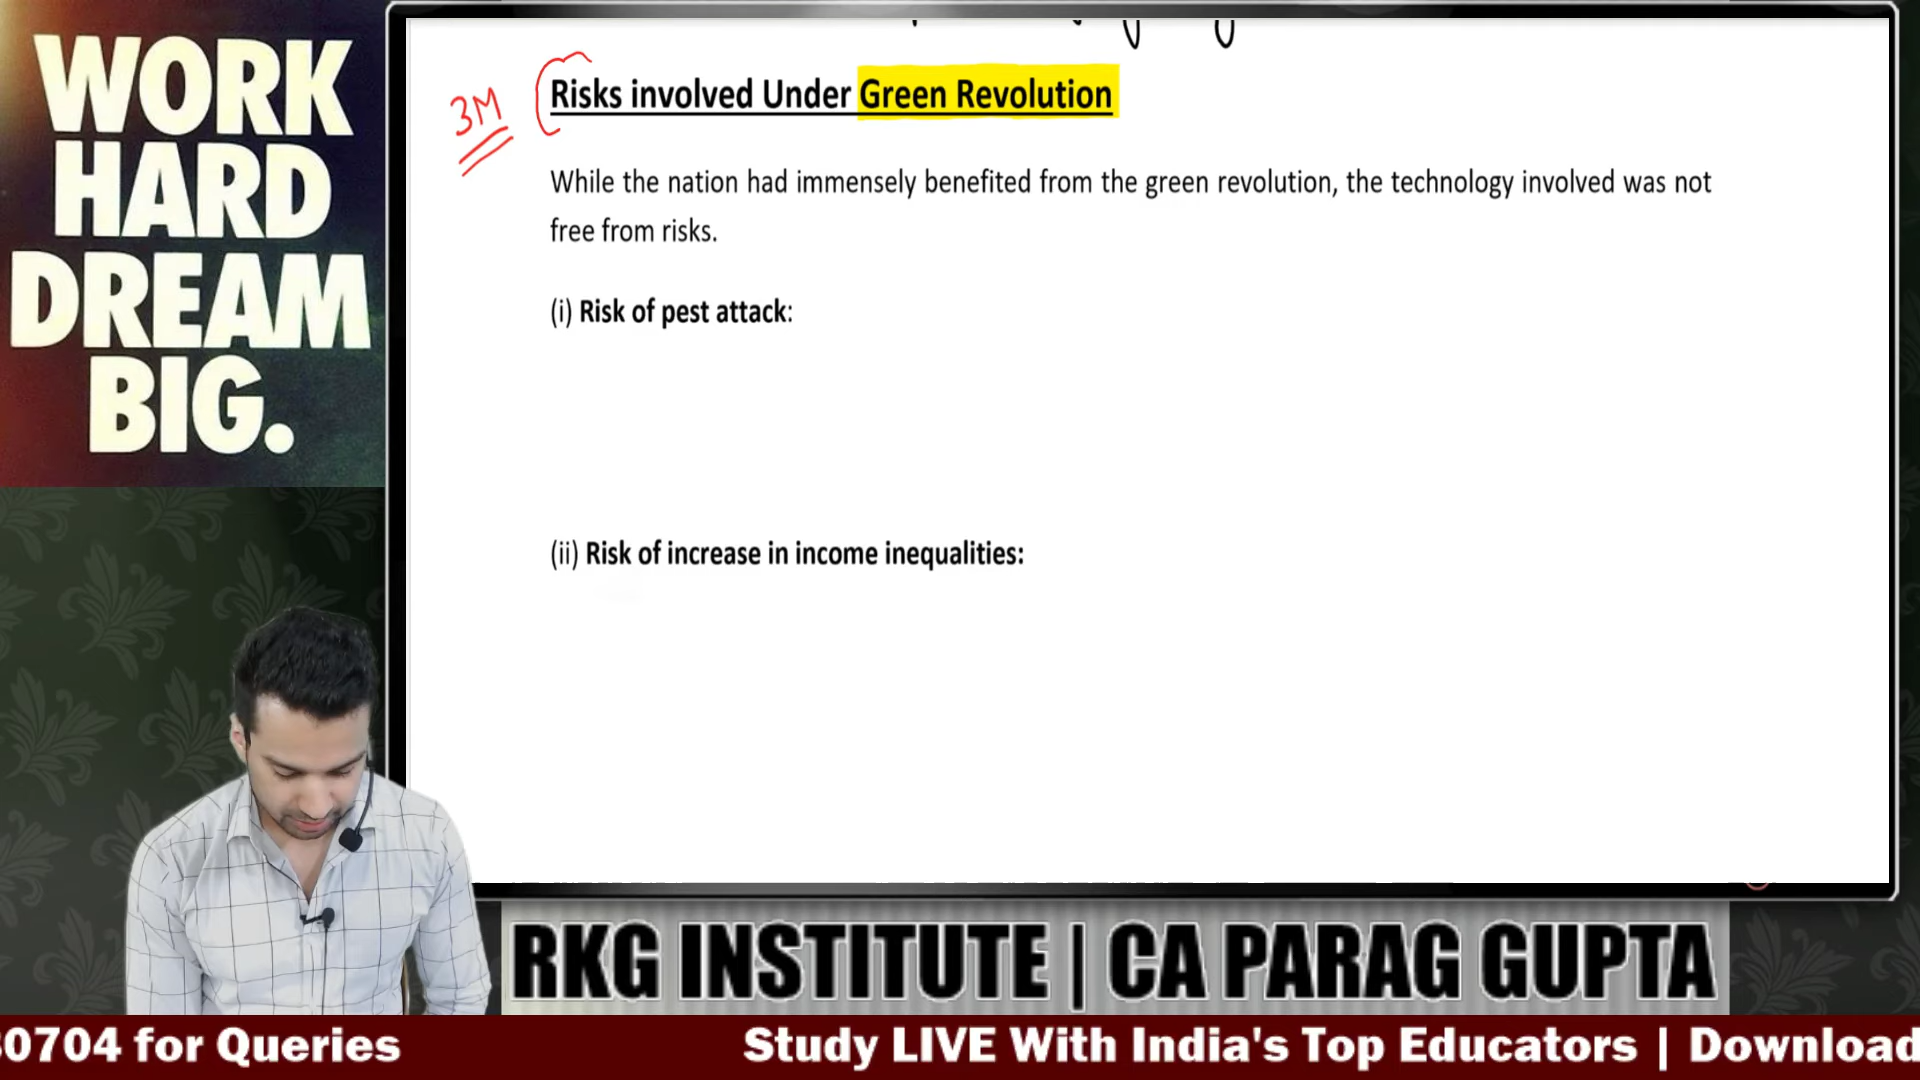 WORK
HARD
DREAM
BIG.
3M
Risks involved Under Green Revolution
While the nation had immensely benefited from the green revolution, the technology involved was not
free from risks.
(i) Risk of pest attack:
(ii) Risk of increase in income inequalities:
RKG INSTITUTE | CA PARAG GUPTA
30704 for Queries
Study LIVE With India's Top Educators | Download